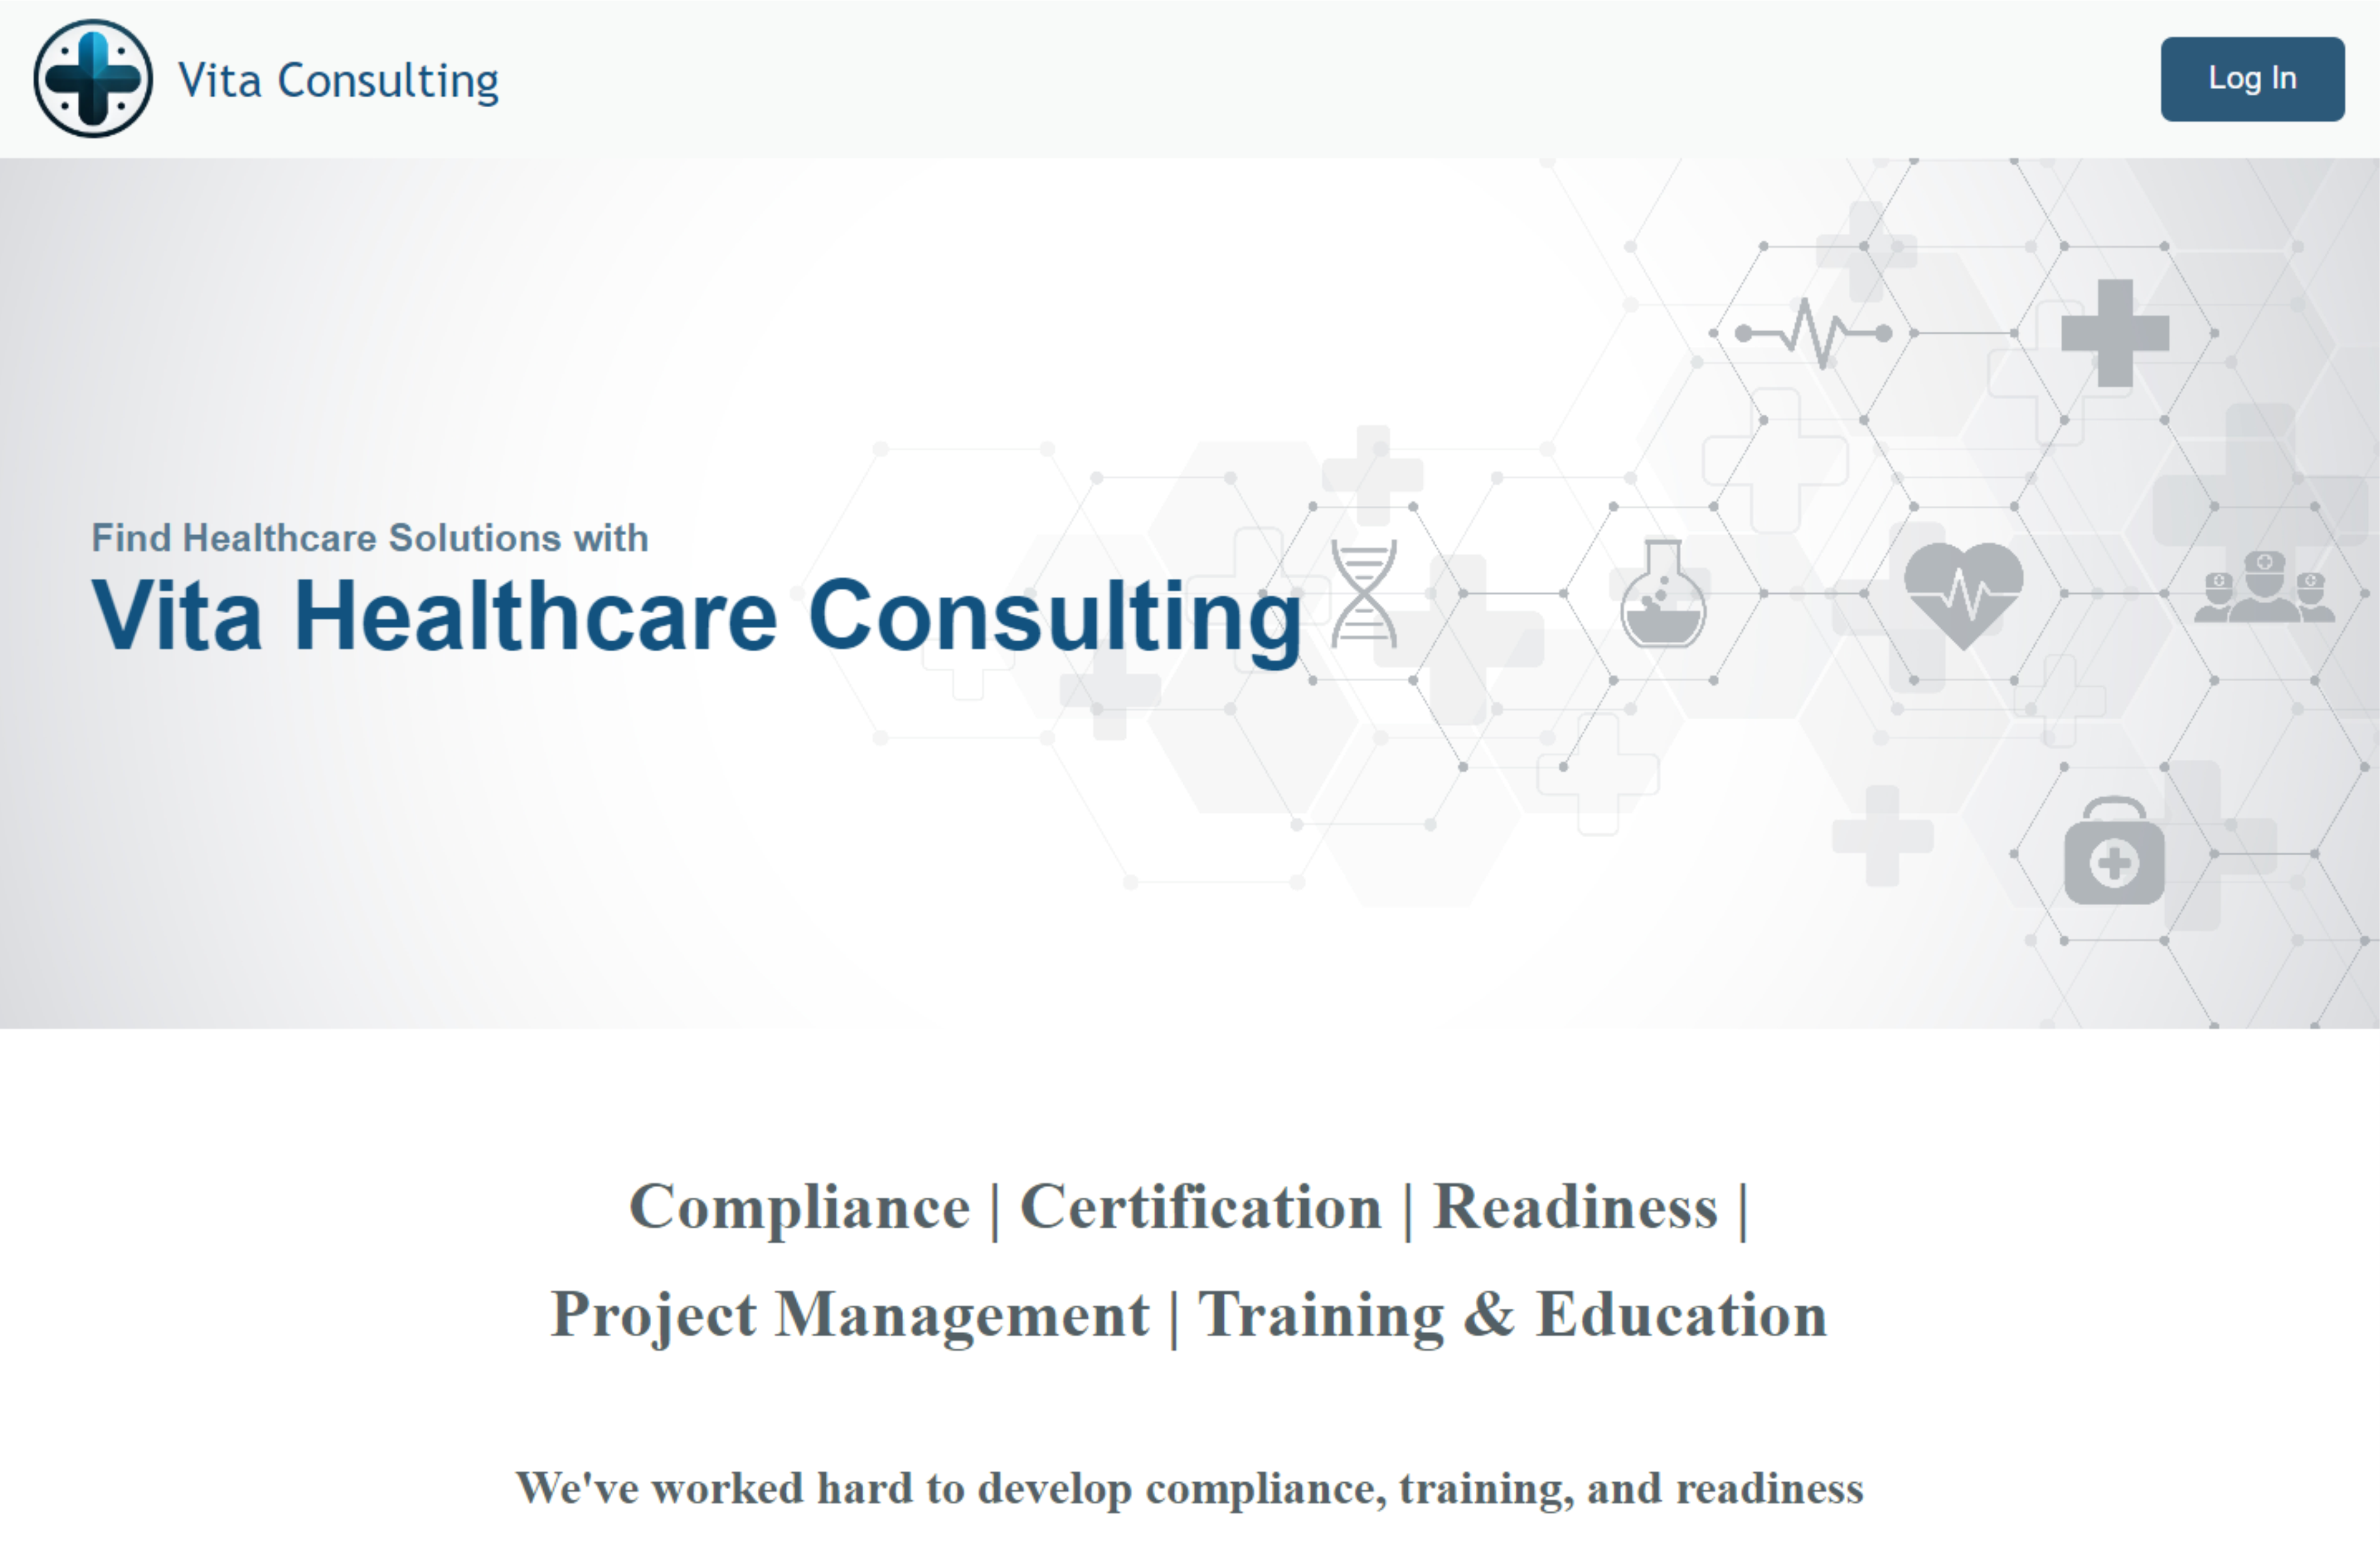 Vita Consulting
Log In
Find Healthcare Solutions with
Vita Healthcare Consulting
Compliance | Certification | Readiness |
Project Management | Training & Education
We've worked hard to develop compliance, training, and readiness